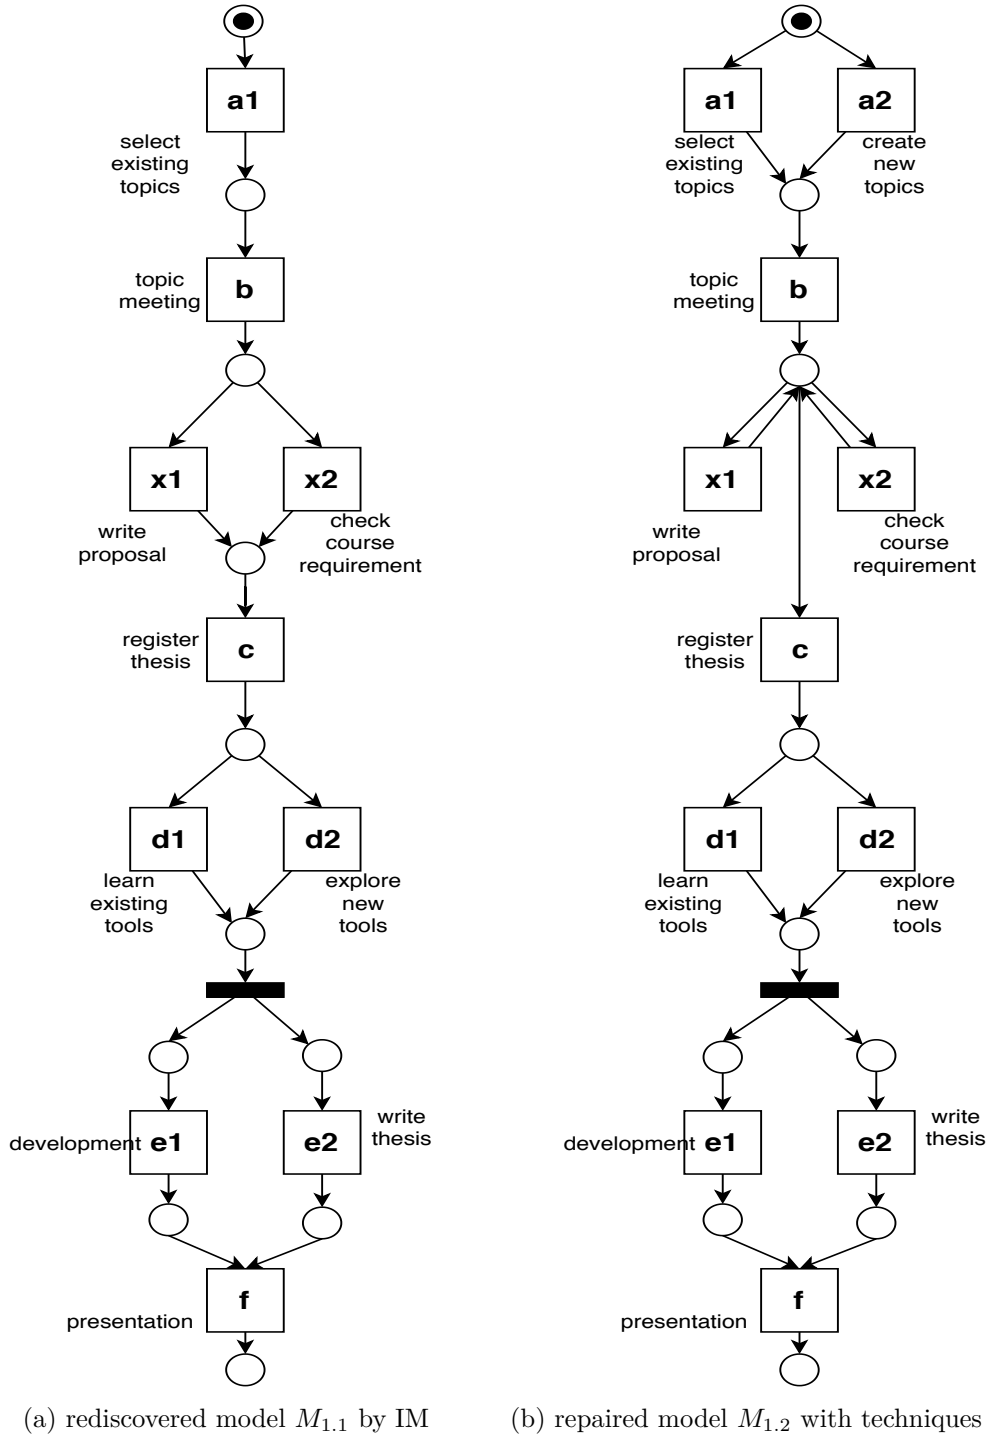 a1
select
existing
topics
b
topic
meeting
x1
x2
write
proposal
check
course
requirement
c
register
thesis
d1
d2
learn
existing
tools
explore
new
tools
development
e1
e2
write
thesis
f
presentation
(a) rediscovered model M1.1 by IM
a1
a2
select
existing
topics
create
new
topics
b
topic
meeting
x1
x2
write
proposal
check
course
requirement
c
register
thesis
d1
d2
learn
existing
tools
explore
new
tools
development
e1
e2
write
thesis
f
presentation
(b) repaired model M1.2 with techniques